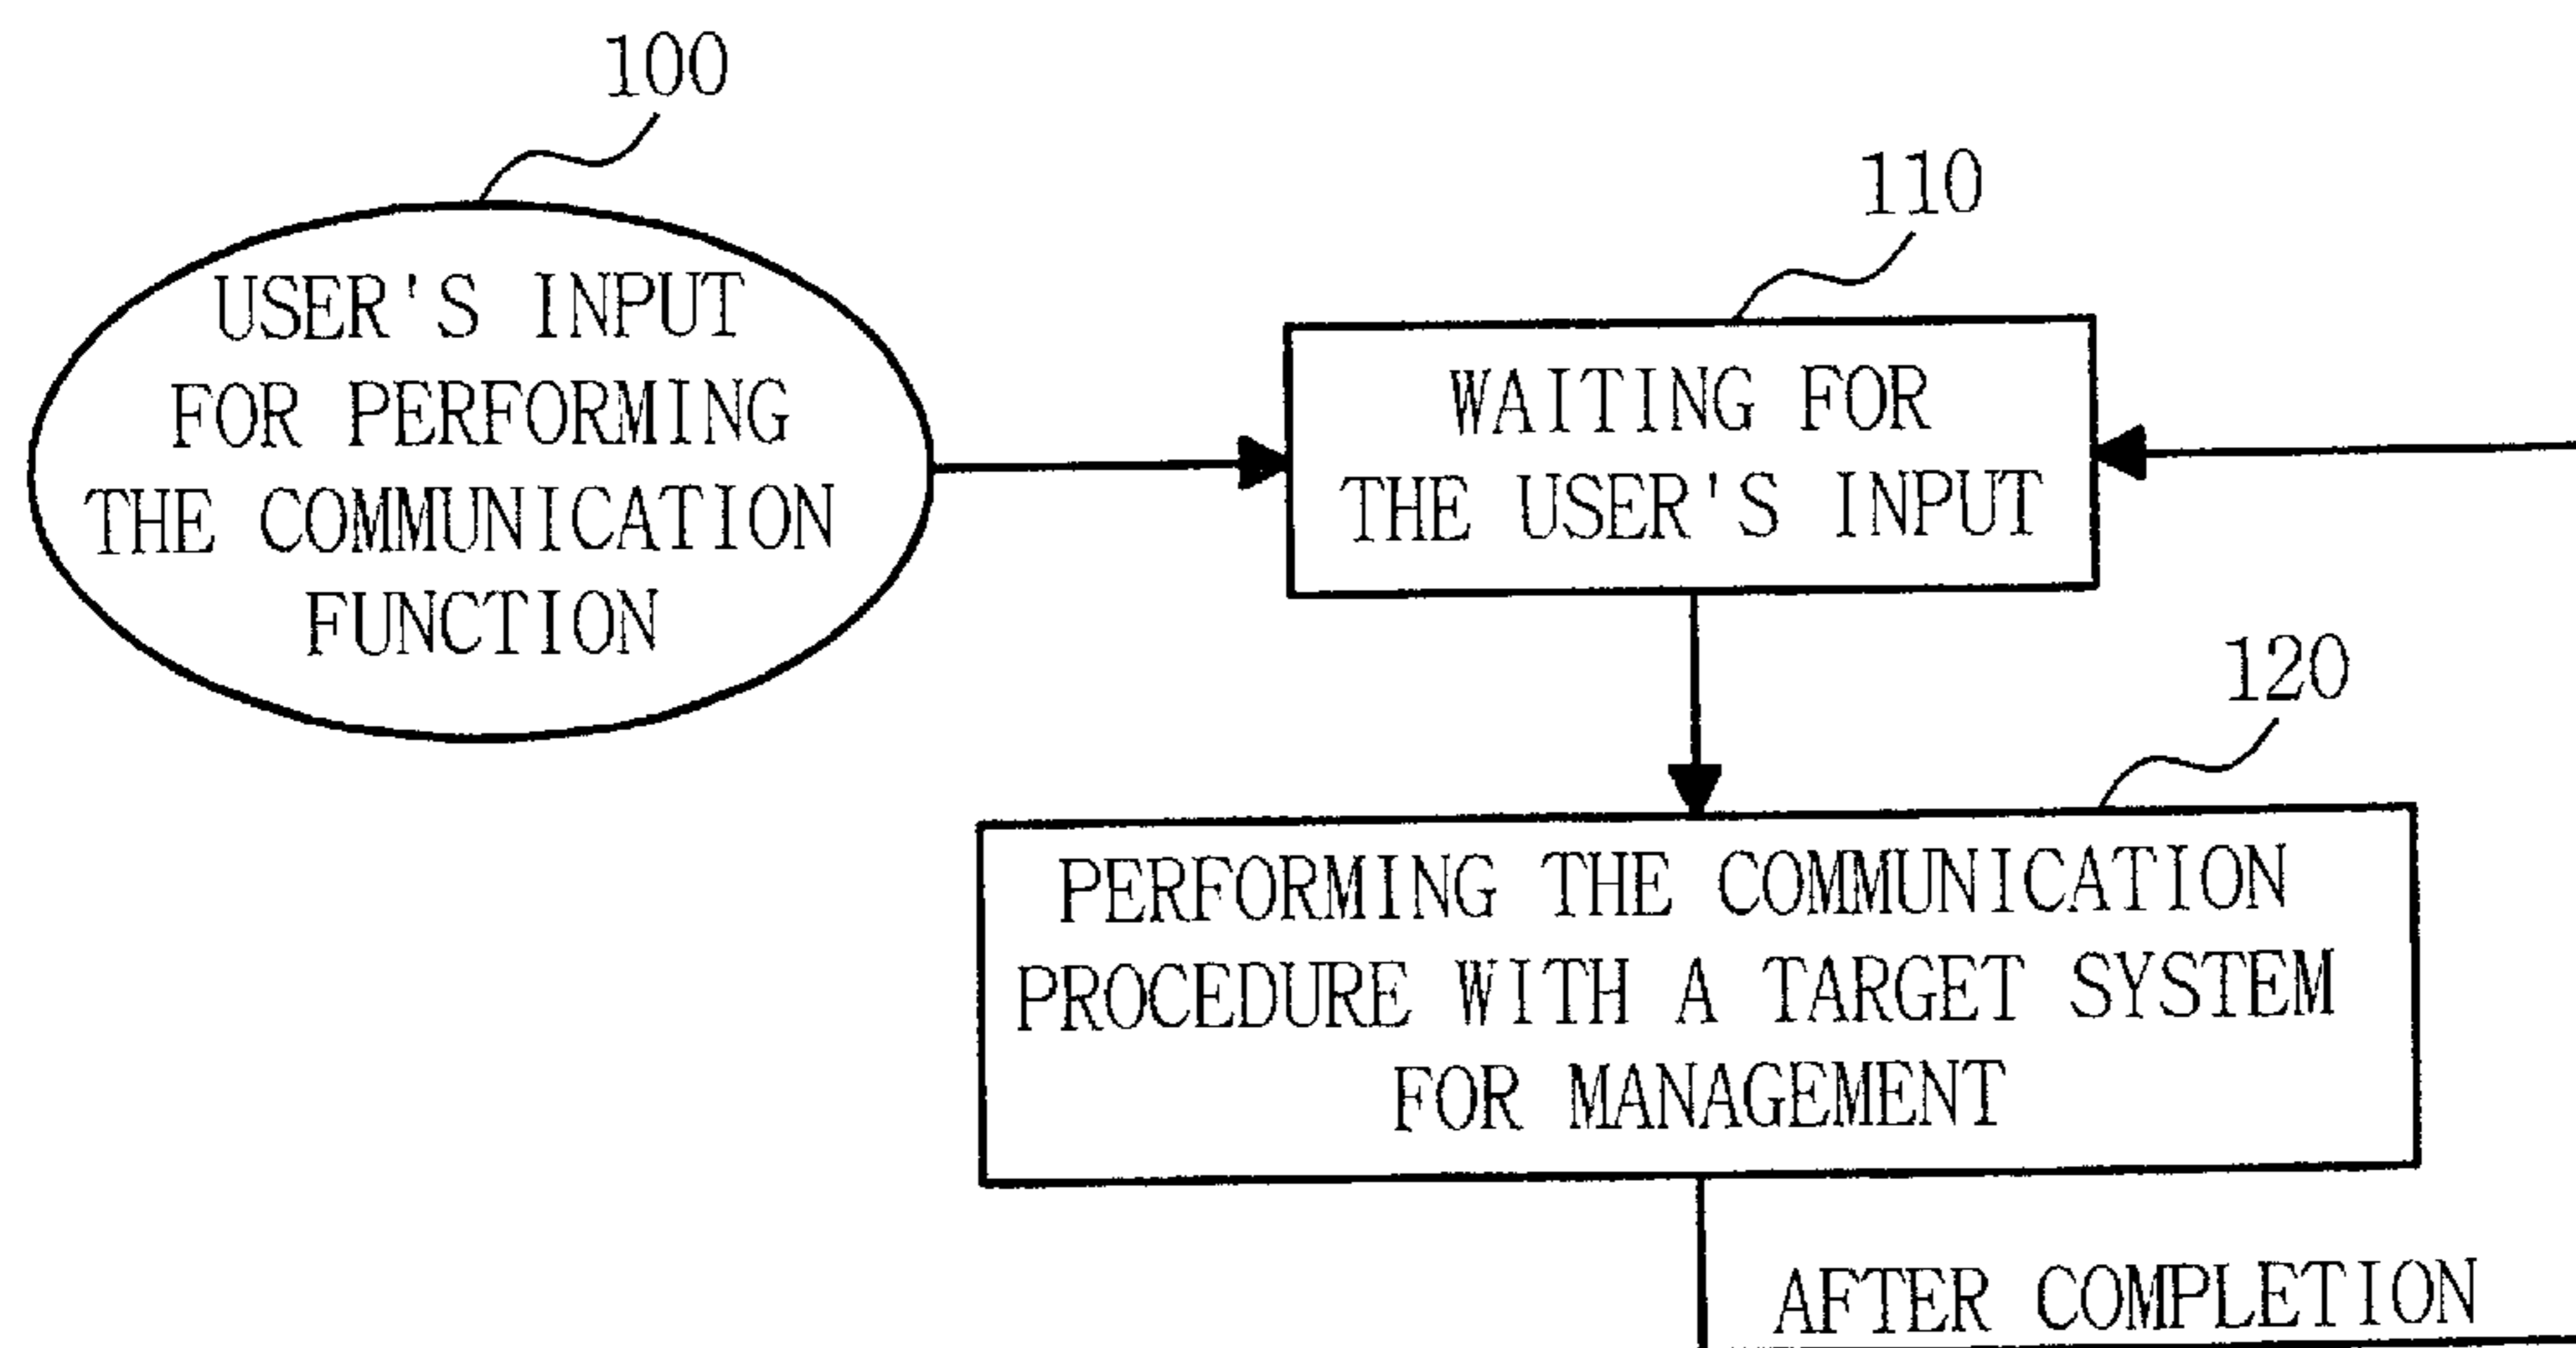 100
USER'S INPUT
FOR PERFORMING
THE COMMUNICATION
FUNCTION
110
WAITING FOR
THE USER'S INPUT
120
PERFORMING THE COMMUNICATION
PROCEDURE WITH A TARGET SYSTEM
FOR MANAGEMENT
AFTER COMPLETION